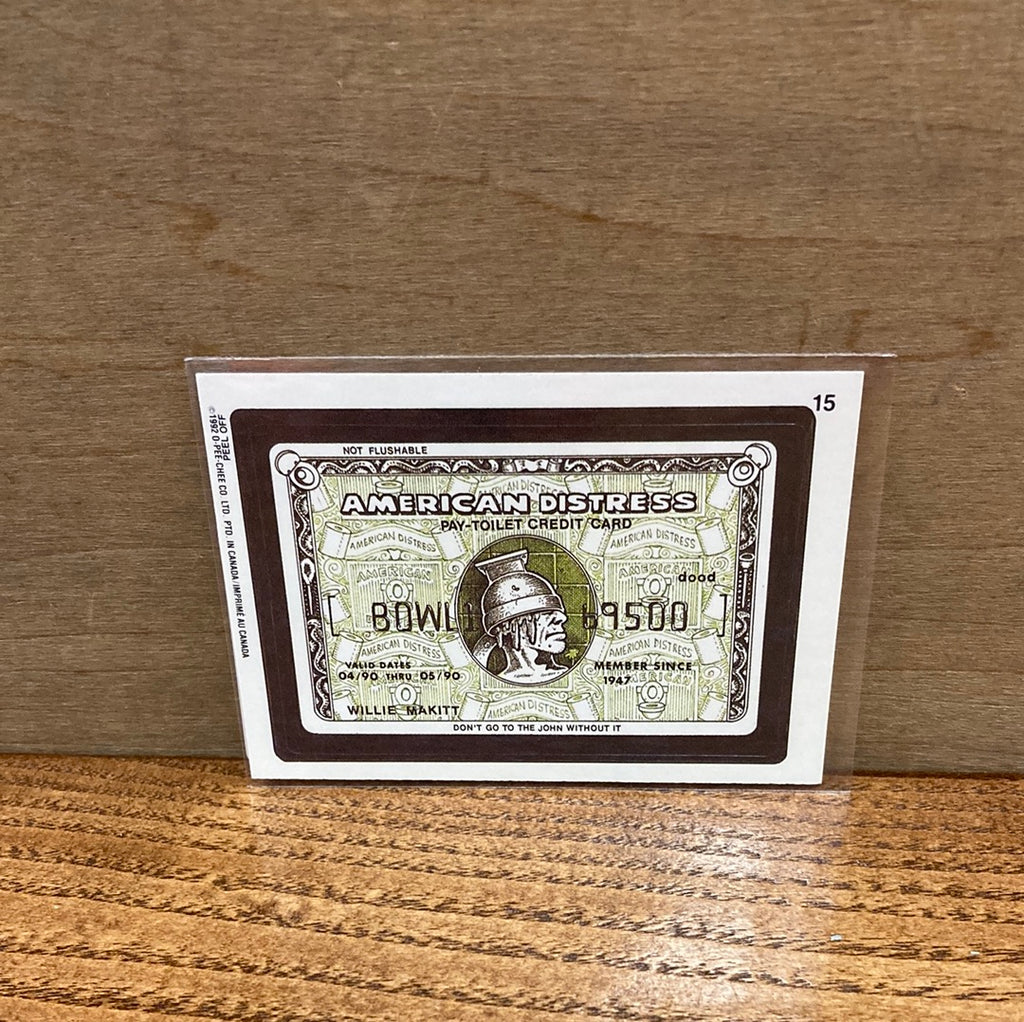 15
©1992 O-PEE-CHEE CO. LTD. PTD. IN CANADA/IMPRIMÉ AU CANADA
PEEL OFF
NOT FLUSHABLE
AMERICAN DISTRESS
PAY-TOILET CREDIT CARD
AMERICAN DISTRESS
AMERICAN DISTRESS
AMERICAN
AMERICAN
dood
BOWL 69500
AMERICAN DISTRESS
AMERICAN DISTRESS
VALID DATES
04/90 THRU 05/90
MEMBER SINCE
1947
AMERICAN
WILLIE MAKITT
AMERICAN DISTRESS
DON'T GO TO THE JOHN WITHOUT IT